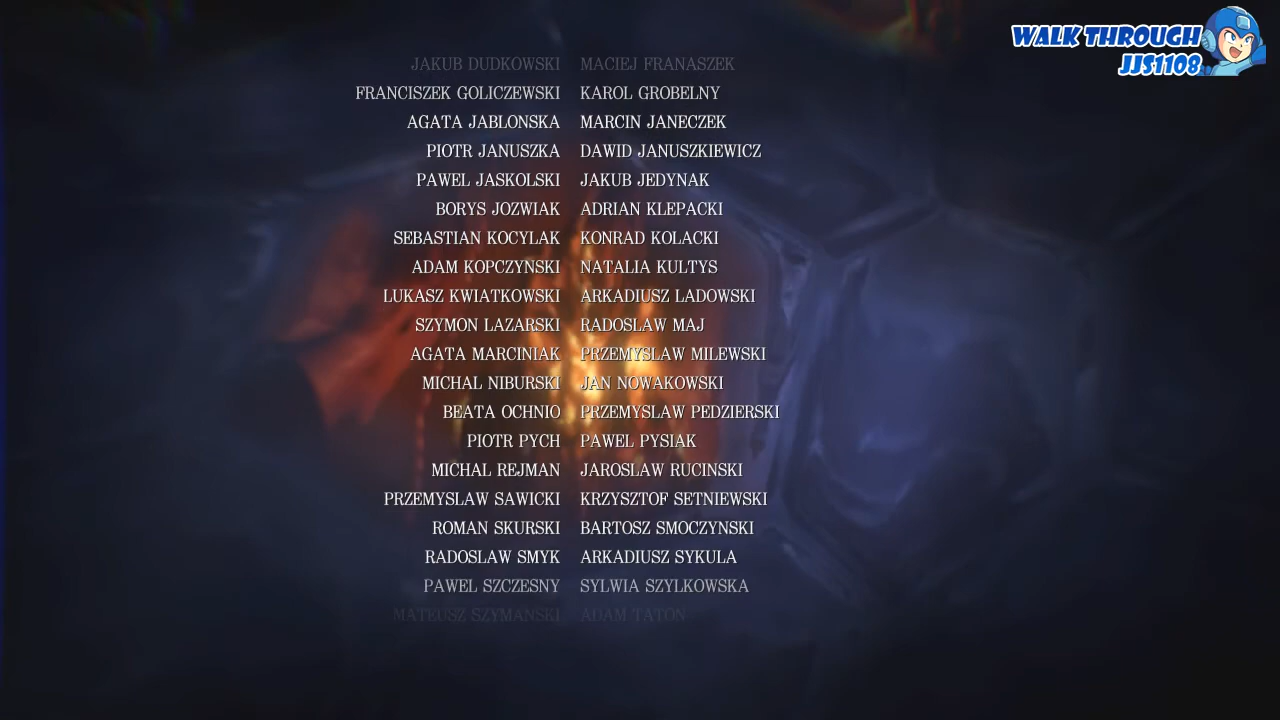 WALK THROUGH
JJS1108
JAKUB DUDKOWSKI MACIEJ FRANASZEK
FRANCISZEK GOLICZEWSKI KAROL GROBELNY
AGATA JABLONSKA MARCIN JANECZEK
PIOTR JANUSZKA DAWID JANUSZKIEWICZ
PAWEL JASKOLSKI JAKUB JEDYNAK
BORYS JOZWIAK ADRIAN KLEPACKI
SEBASTIAN KOCYLAK KONRAD KOLACKI
ADAM KOPCZYNSKI NATALIA KULTYS
LUKASZ KWIATKOWSKI ARKADIUSZ LADOWSKI
SZYMON LAZARSKI RADOSLAW MAJ
AGATA MARCINIAK PRZEMYSLAW MILEWSKI
MICHAL NIBURSKI JAN NOWAKOWSKI
BEATA OCHNIO PRZEMYSLAW PEDZIERSKI
PIOTR PYCH PAWEL PYSIAK
MICHAL REJMAN JAROSLAW RUCINSKI
PRZEMYSLAW SAWICKI KRZYSZTOF SETNIEWSKI
ROMAN SKURSKI BARTOSZ SMOCZYNSKI
RADOSLAW SMYK ARKADIUSZ SYKULA
PAWEL SZCZESNY SYLWIA SZYLKOWSKA
MATEUSZ SZYMANSKI ADAM TATON